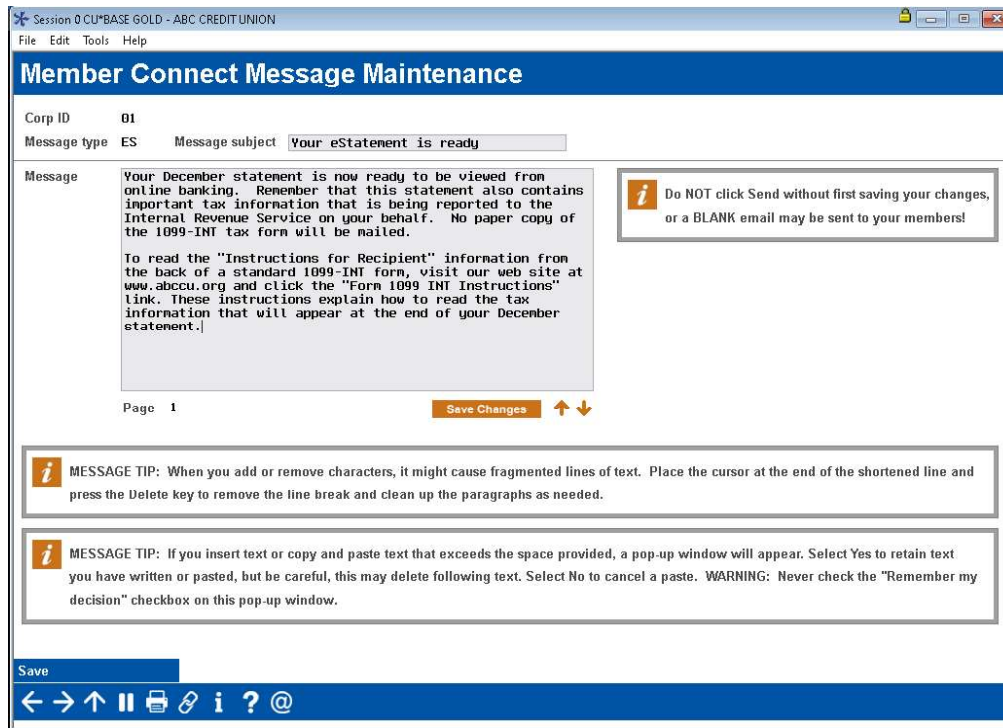 Session 0 CU*BASE GOLD - ABC CREDIT UNION
File Edit Tools Help
Member Connect Message Maintenance
Corp ID 01
Message type ES Message subject Your eStatement is ready
Message
Your December statement is now ready to be viewed from
online banking. Remember that this statement also contains
important tax information that is being reported to the
Internal Revenue Service on your behalf. No paper copy of
the 1099-INT tax form will be mailed.
To read the "Instructions for Recipient" information from
the back of a standard 1099-INT form, visit our web site at
www.abccu.org and click the "Form 1099 INT Instructions"
link. These instructions explain how to read the tax
information that will appear at the end of your December
statement.
i Do NOT click Send without first saving your changes,
or a BLANK email may be sent to your members!
Page 1 Save Changes
i MESSAGE TIP: When you add or remove characters, it might cause fragmented lines of text. Place the cursor at the end of the shortened line and
press the Delete key to remove the line break and clean up the paragraphs as needed.
i MESSAGE TIP: If you insert text or copy and paste text that exceeds the space provided, a pop-up window will appear. Select Yes to retain text
you have written or pasted, but be careful, this may delete following text. Select No to cancel a paste. WARNING: Never check the "Remember my
decision" checkbox on this pop-up window.
Save
i ? @